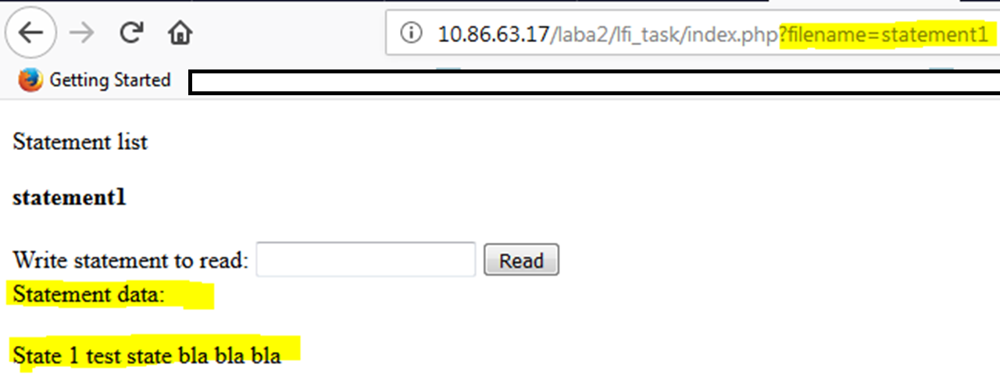 10.86.63.17/laba2/lfi_task/index.php?filename=statement1
Getting Started
Statement list
statement1
Write statement to read: Read
Statement data:
State 1 test state bla bla bla